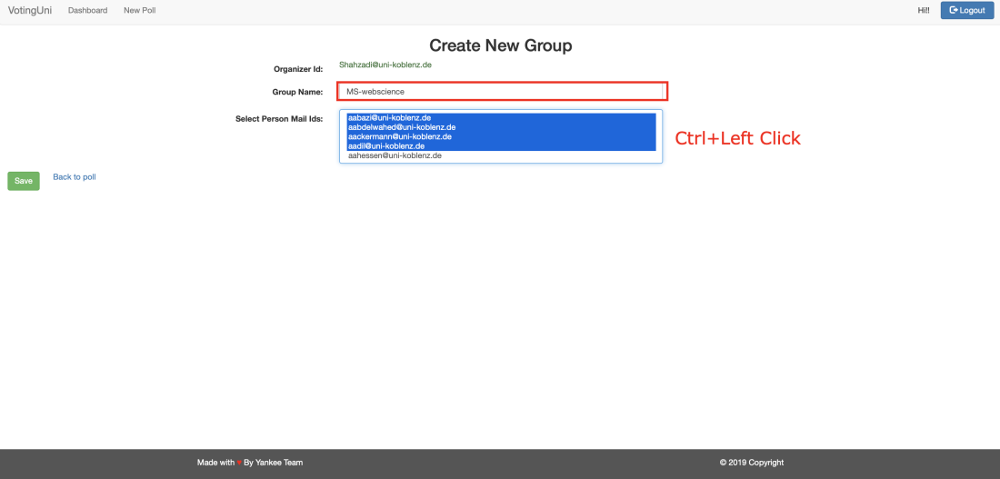 VotingUni Dashboard New Poll Hi!! Logout
Create New Group
Organizer Id: Shahzadi@uni-koblenz.de
Group Name: MS-webscience
Select Person Mail Ids: aabazi@uni-koblenz.de
aabdelwahed@uni-koblenz.de
aackermann@uni-koblenz.de
aadil@uni-koblenz.de
aahessen@uni-koblenz.de
Ctrl+Left Click
Save Back to poll
Made with ♥ By Yankee Team © 2019 Copyright